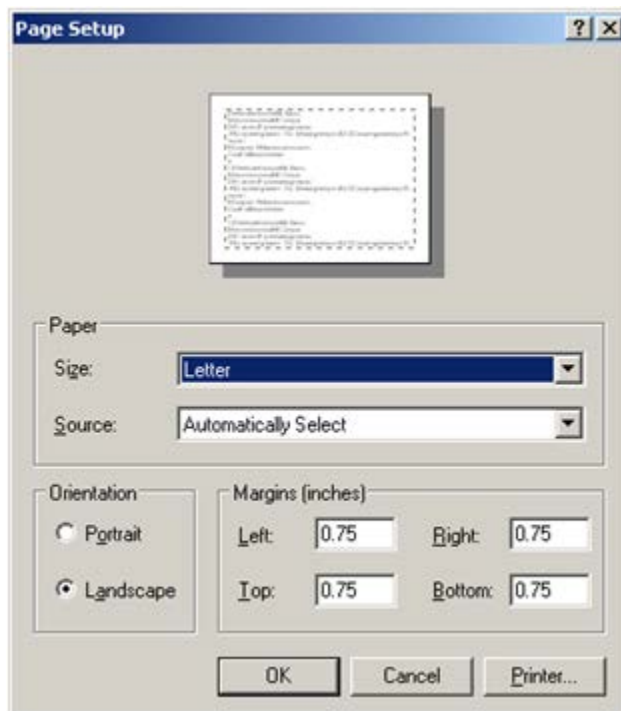 Page Setup
Paper
Size: Letter
Source: Automatically Select
Orientation
Portrait
Landscape
Margins (inches)
Left: 0.75 Right: 0.75
Top: 0.75 Bottom: 0.75
OK Cancel Printer...